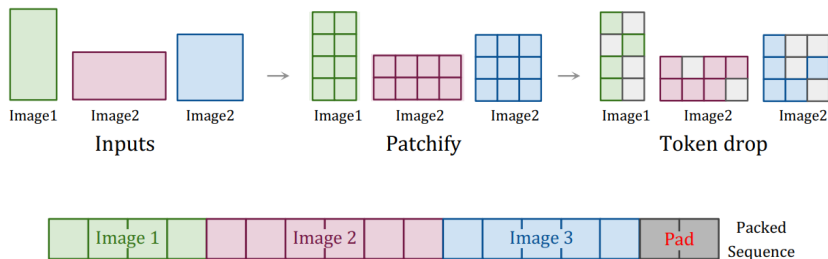 Image1
Image2
Image2
Image1
Image2
Image2
Image1
Image2
Image2
Inputs
Patchify
Token drop
Image 1
Image 2
Image 3
Pad
Packed
Sequence